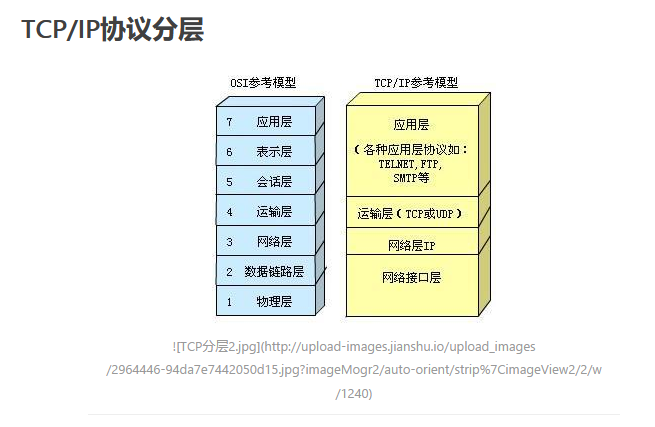 TCP/IP协议分层
OSI参考模型
7 应用层
6 表示层
5 会话层
4 运输层
3 网络层
2 数据链路层
1 物理层
TCP/IP参考模型
应用层
(各种应用层协议如:
TELNET,FTP,
SMTP等
运输层(TCP或UDP)
网络层IP
网络接口层
![TCP分层2.jpg](http://upload-images.jianshu.io/upload_images
/2964446-94da7e7442050d15.jpg?imageMogr2/auto-orient/strip%7CimageView2/2/w
/1240)